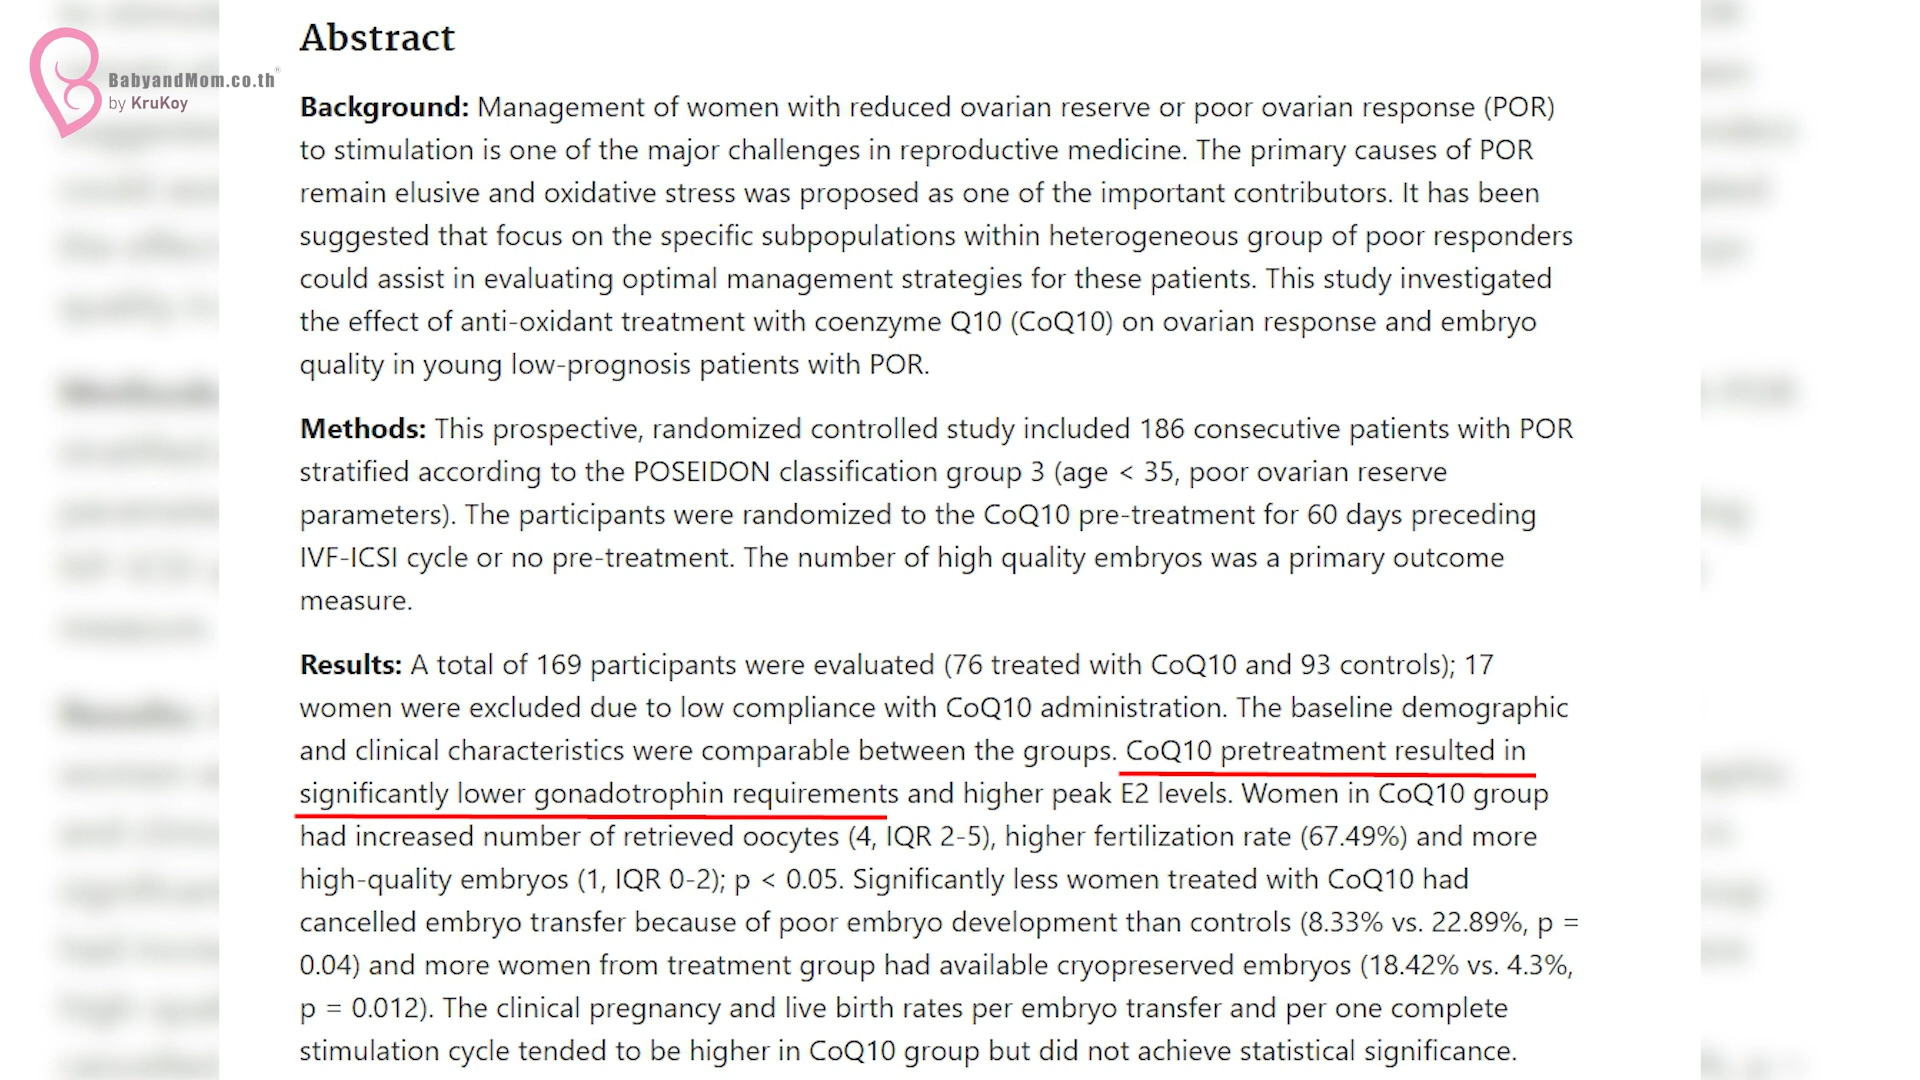 BabyandMom.co.th
by KruKoy
Abstract
Background: Management of women with reduced ovarian reserve or poor ovarian response (POR)
to stimulation is one of the major challenges in reproductive medicine. The primary causes of POR
remain elusive and oxidative stress was proposed as one of the important contributors. It has been
suggested that focus on the specific subpopulations within heterogeneous group of poor responders
could assist in evaluating optimal management strategies for these patients. This study investigated
the effect of anti-oxidant treatment with coenzyme Q10 (CoQ10) on ovarian response and embryo
quality in young low-prognosis patients with POR.
Methods: This prospective, randomized controlled study included 186 consecutive patients with POR
stratified according to the POSEIDON classification group 3 (age < 35, poor ovarian reserve
parameters). The participants were randomized to the CoQ10 pre-treatment for 60 days preceding
IVF-ICSI cycle or no pre-treatment. The number of high quality embryos was a primary outcome
measure.
Results: A total of 169 participants were evaluated (76 treated with CoQ10 and 93 controls); 17
women were excluded due to low compliance with CoQ10 administration. The baseline demographic
and clinical characteristics were comparable between the groups. CoQ10 pretreatment resulted in
significantly lower gonadotrophin requirements and higher peak E2 levels. Women in CoQ10 group
had increased number of retrieved oocytes (4, IQR 2-5), higher fertilization rate (67.49%) and more
high-quality embryos (1, IQR 0-2); p < 0.05. Significantly less women treated with CoQ10 had
cancelled embryo transfer because of poor embryo development than controls (8.33% vs. 22.89%, p =
0.04) and more women from treatment group had available cryopreserved embryos (18.42% vs. 4.3%,
p = 0.012). The clinical pregnancy and live birth rates per embryo transfer and per one complete
stimulation cycle tended to be higher in CoQ10 group but did not achieve statistical significance.